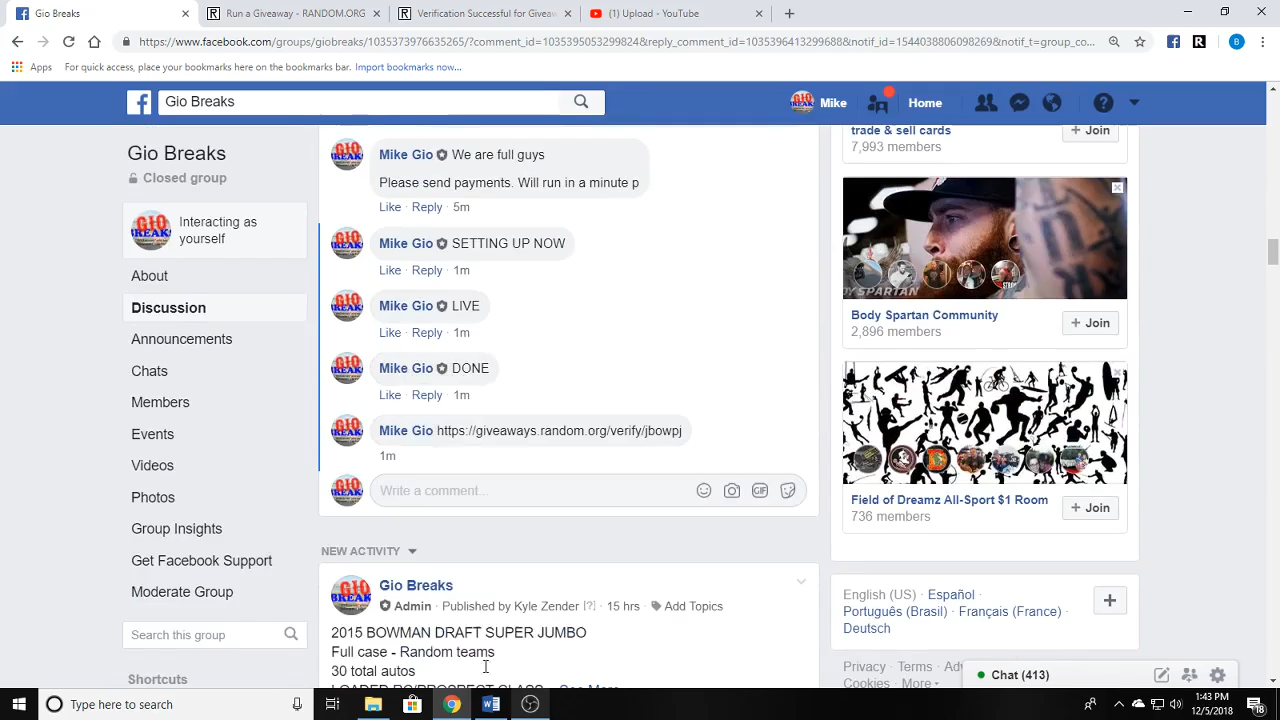 Gio Breaks
Run a Giveaway - RANDOM.ORG
Verification Successful for Giveaw
(1) Upload - YouTube
https://www.facebook.com/groups/giobreaks/1035373976635265/?comment_id=1035395053299824&reply_comment_id=1035396413299688&notif_id=1544038806098269&notif_t=group_co...
Apps
For quick access, place your bookmarks here on the bookmarks bar. Import bookmarks now...
Gio Breaks
Mike
Home
Gio Breaks
Closed group
Interacting as
yourself
About
Discussion
Announcements
Chats
Members
Events
Videos
Photos
Group Insights
Get Facebook Support
Moderate Group
Search this group
Shortcuts
Mike Gio We are full guys
Please send payments. Will run in a minute p
Like · Reply · 5m
Mike Gio SETTING UP NOW
Like · Reply · 1m
Mike Gio LIVE
Like · Reply · 1m
Mike Gio DONE
Like · Reply · 1m
Mike Gio https://giveaways.random.org/verify/jbowpj
1m
Write a comment...
GIF
NEW ACTIVITY
Gio Breaks
Admin · Published by Kyle Zender [?] · 15 hrs · Add Topics
2015 BOWMAN DRAFT SUPER JUMBO
Full case - Random teams
30 total autos
trade & sell cards
7,993 members
+ Join
BODY SPARTAN
Body Spartan Community
2,896 members
+ Join
Field of Dreamz All-Sport $1 Room
736 members
+ Join
English (US) · Español ·
Português (Brasil) · Français (France) ·
Deutsch
Privacy · Terms · Adv
Cookies · More
Chat (413)
Type here to search
1:43 PM
12/5/2018
18